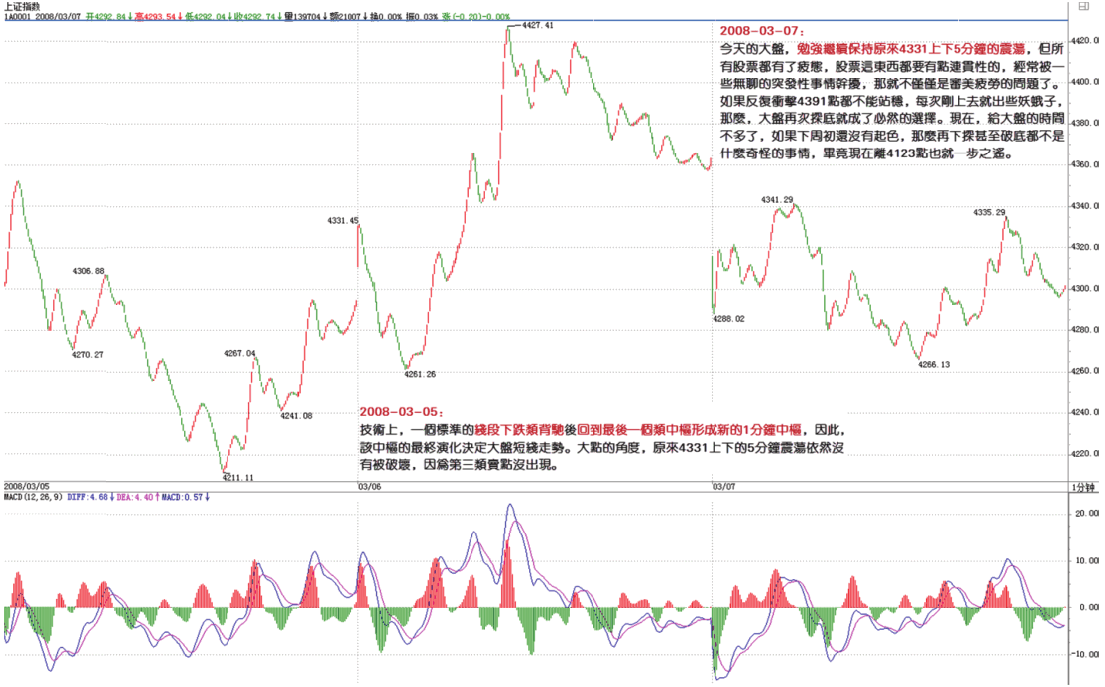 上证指数
1A0001 2008/03/07 开4292.84↓高4293.54↓低4292.04↓收4292.74↓量139704↓额21007↓换0.00% 振0.03% 涨(-0.20)-0.00%
4427.41
2008-03-07：
今天的大盤，勉強繼續保持原來4331上下5分鐘的震蕩，但所
有股票都有了疲態，股票這東西都要有點連貫性的，經常被一
些無聊的突發性事情幹擾，那就不僅僅是審美疲勞的問題了。
如果反復衝擊4391點都不能站穩，每次剛上去就出些妖蛾子，
那麼，大盤再次探底就成了必然的選擇。現在，給大盤的時間
不多了，如果下周初還沒有起色，那麼再下探甚至破底都不是
什麼奇怪的事情，畢竟現在離4123點也就一步之遙。
4420.0
4400.0
4380.0
4360.0
4340.0
4320.0
4300.0
4280.0
4260.0
4240.0
4220.0
4341.29
4335.29
4331.45
4306.88
4288.02
4270.27
4267.04
4261.26
4266.13
4241.08
4211.11
2008-03-05：
技術上，一個標準的綫段下跌類背馳後回到最後一個類中樞形成新的1分鐘中樞，因此，
該中樞的最終演化決定大盤短綫走勢。大點的角度，原來4331上下的5分鐘震蕩依然沒
有被破壞，因爲第三類賣點沒出現。
2008/03/05
03/06
03/07
1分钟
MACD(12,26,9) DIFF:4.68↓DEA:4.40↑MACD:0.57↓
20.00
10.00
0.00
-10.00